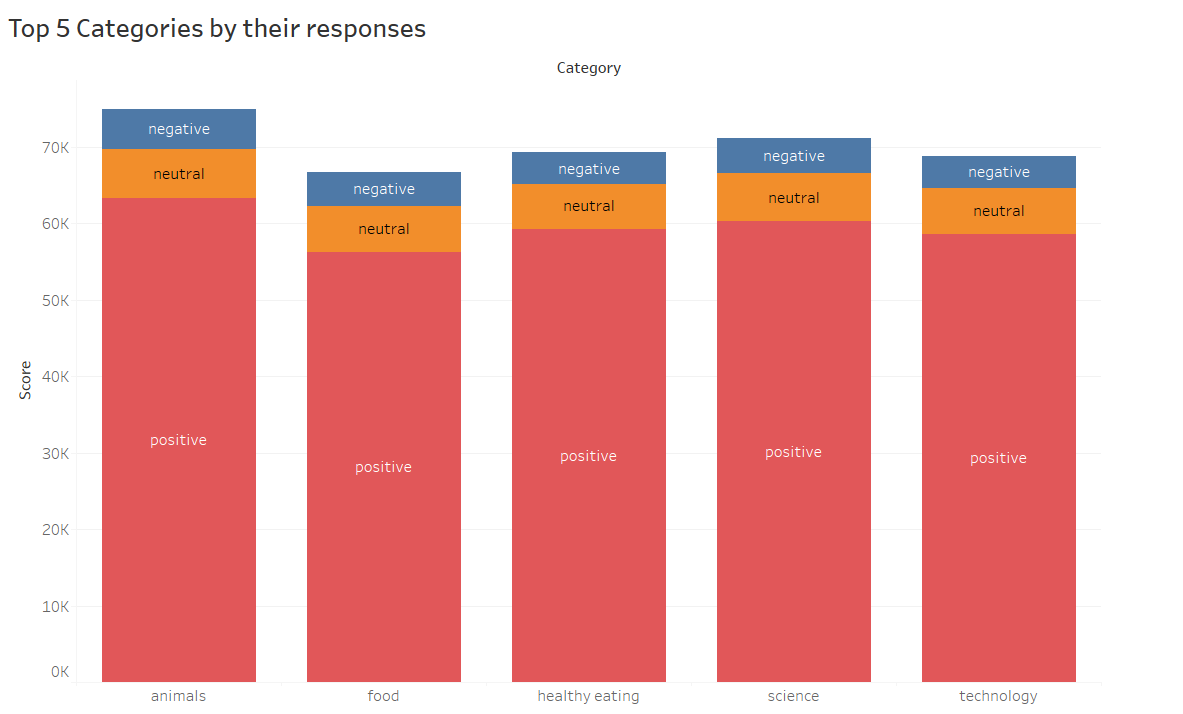 Top 5 Categories by their responses
Category
Score
70K
60K
50K
40K
30K
20K
10K
0K
negative
neutral
positive
negative
neutral
positive
negative
neutral
positive
negative
neutral
positive
negative
neutral
positive
animals
food
healthy eating
science
technology